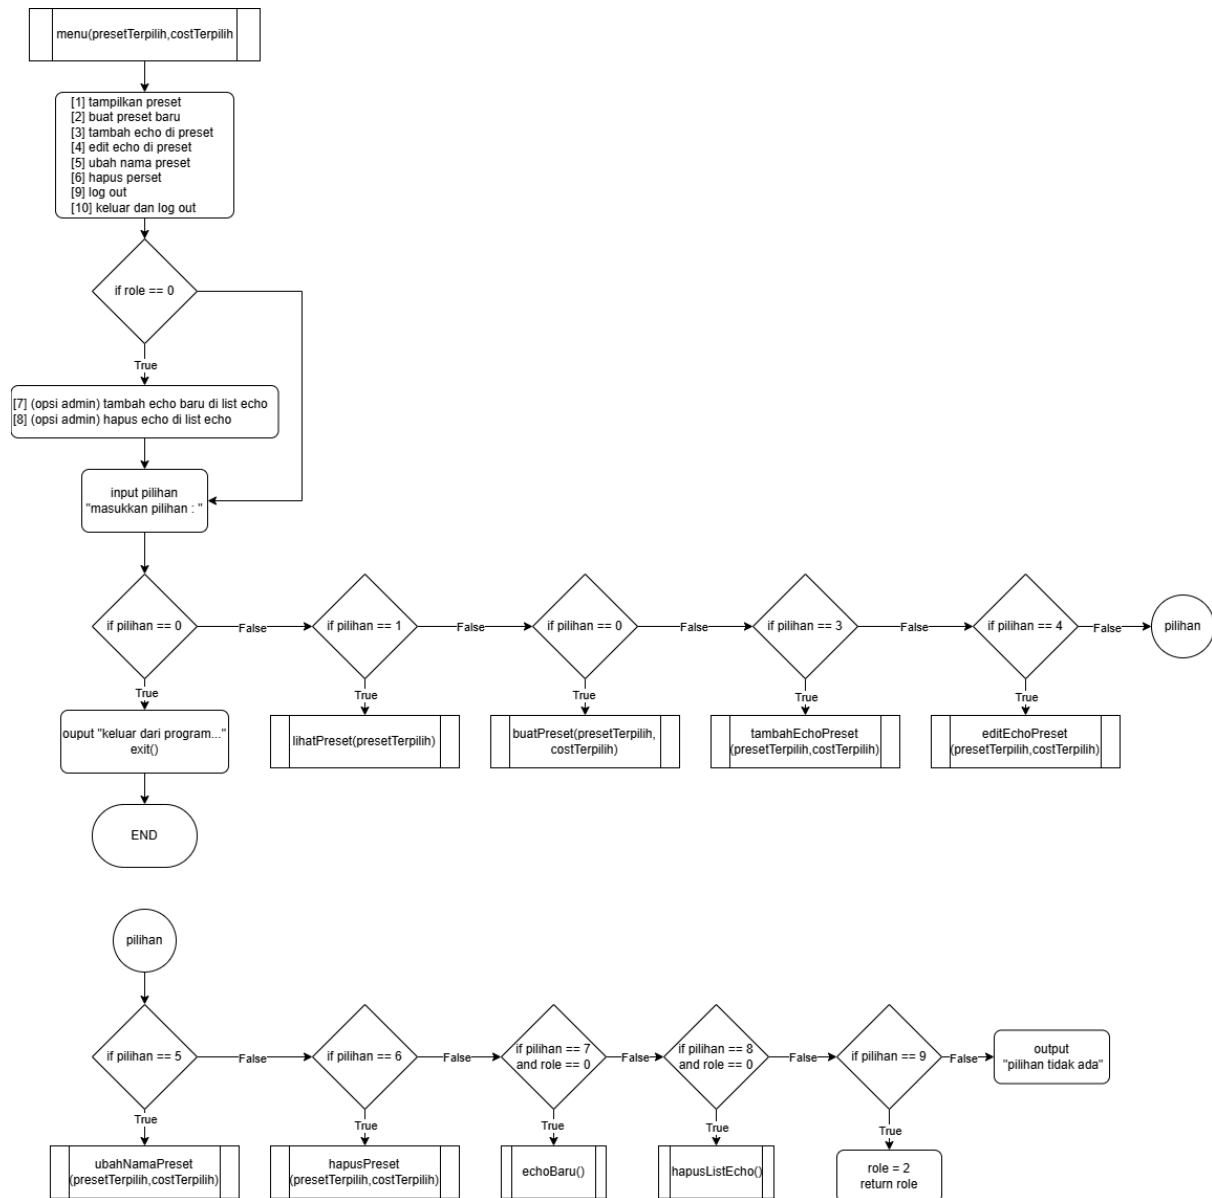 menu(presetTerpilih,costTerpilih
[1] tampilkan preset
[2] buat preset baru
[3] tambah echo di preset
[4] edit echo di preset
[5] ubah nama preset
[6] hapus perset
[9] log out
[10] keluar dan log out
if role == 0
True
[7] (opsi admin) tambah echo baru di list echo
[8] (opsi admin) hapus echo di list echo
input pilihan
"masukkan pilihan : "
if pilihan == 0
False
if pilihan == 1
False
if pilihan == 0
False
if pilihan == 3
False
if pilihan == 4
False
pilihan
True
True
True
True
True
ouput "keluar dari program..."
exit()
lihatPreset(presetTerpilih)
buatPreset(presetTerpilih,
costTerpilih)
tambahEchoPreset
(presetTerpilih,costTerpilih)
editEchoPreset
(presetTerpilih,costTerpilih)
END
pilihan
if pilihan == 5
False
if pilihan == 6
False
if pilihan == 7
and role == 0
False
if pilihan == 8
and role == 0
False
if pilihan == 9
False
output
"pilihan tidak ada"
True
True
True
True
True
ubahNamaPreset
(presetTerpilih,costTerpilih)
hapusPreset
(presetTerpilih,costTerpilih)
echoBaru()
hapusListEcho()
role = 2
return role